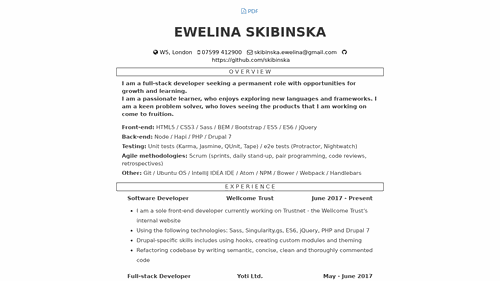 PDF
EWELINA SKIBINSKA
W5, London 07599 412900 skibinska.ewelina@gmail.com
https://github.com/skibinska
OVERVIEW
I am a full-stack developer seeking a permanent role with opportunities for
growth and learning.
I am a passionate learner, who enjoys exploring new languages and frameworks. I
am a keen problem solver, who loves seeing the products that I am working on
come to fruition.
Front-end: HTML5 / CSS3 / Sass / BEM / Bootstrap / ES5 / ES6 / jQuery
Back-end: Node / Hapi / PHP / Drupal 7
Testing: Unit tests (Karma, Jasmine, QUnit, Tape) / e2e tests (Protractor, Nightwatch)
Agile methodologies: Scrum (sprints, daily stand-up, pair programming, code reviews,
retrospectives)
Other: Git / Ubuntu OS / Intellij IDEA IDE / Atom / NPM / Bower / Webpack / Handlebars
EXPERIENCE
Software Developer Wellcome Trust June 2017 - Present
I am a sole front-end developer currently working on Trustnet - the Wellcome Trust's
internal website
Using the following technologies: Sass, Singularity.gs, ES6, jQuery, PHP and Drupal 7
Drupal-specific skills includes using hooks, creating custom modules and theming
Refactoring codebase by writing semantic, concise, clean and thoroughly commented
code
Full-stack Developer Yoti Ltd. May - June 2017